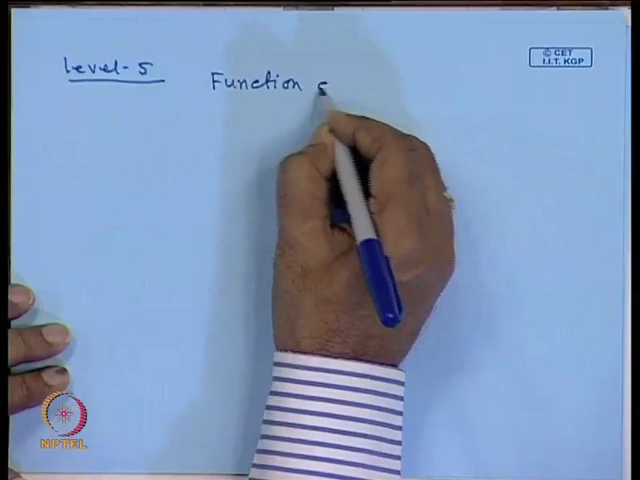 Level-5
Function s
© CET
I.I.T. KGP
NPTEL